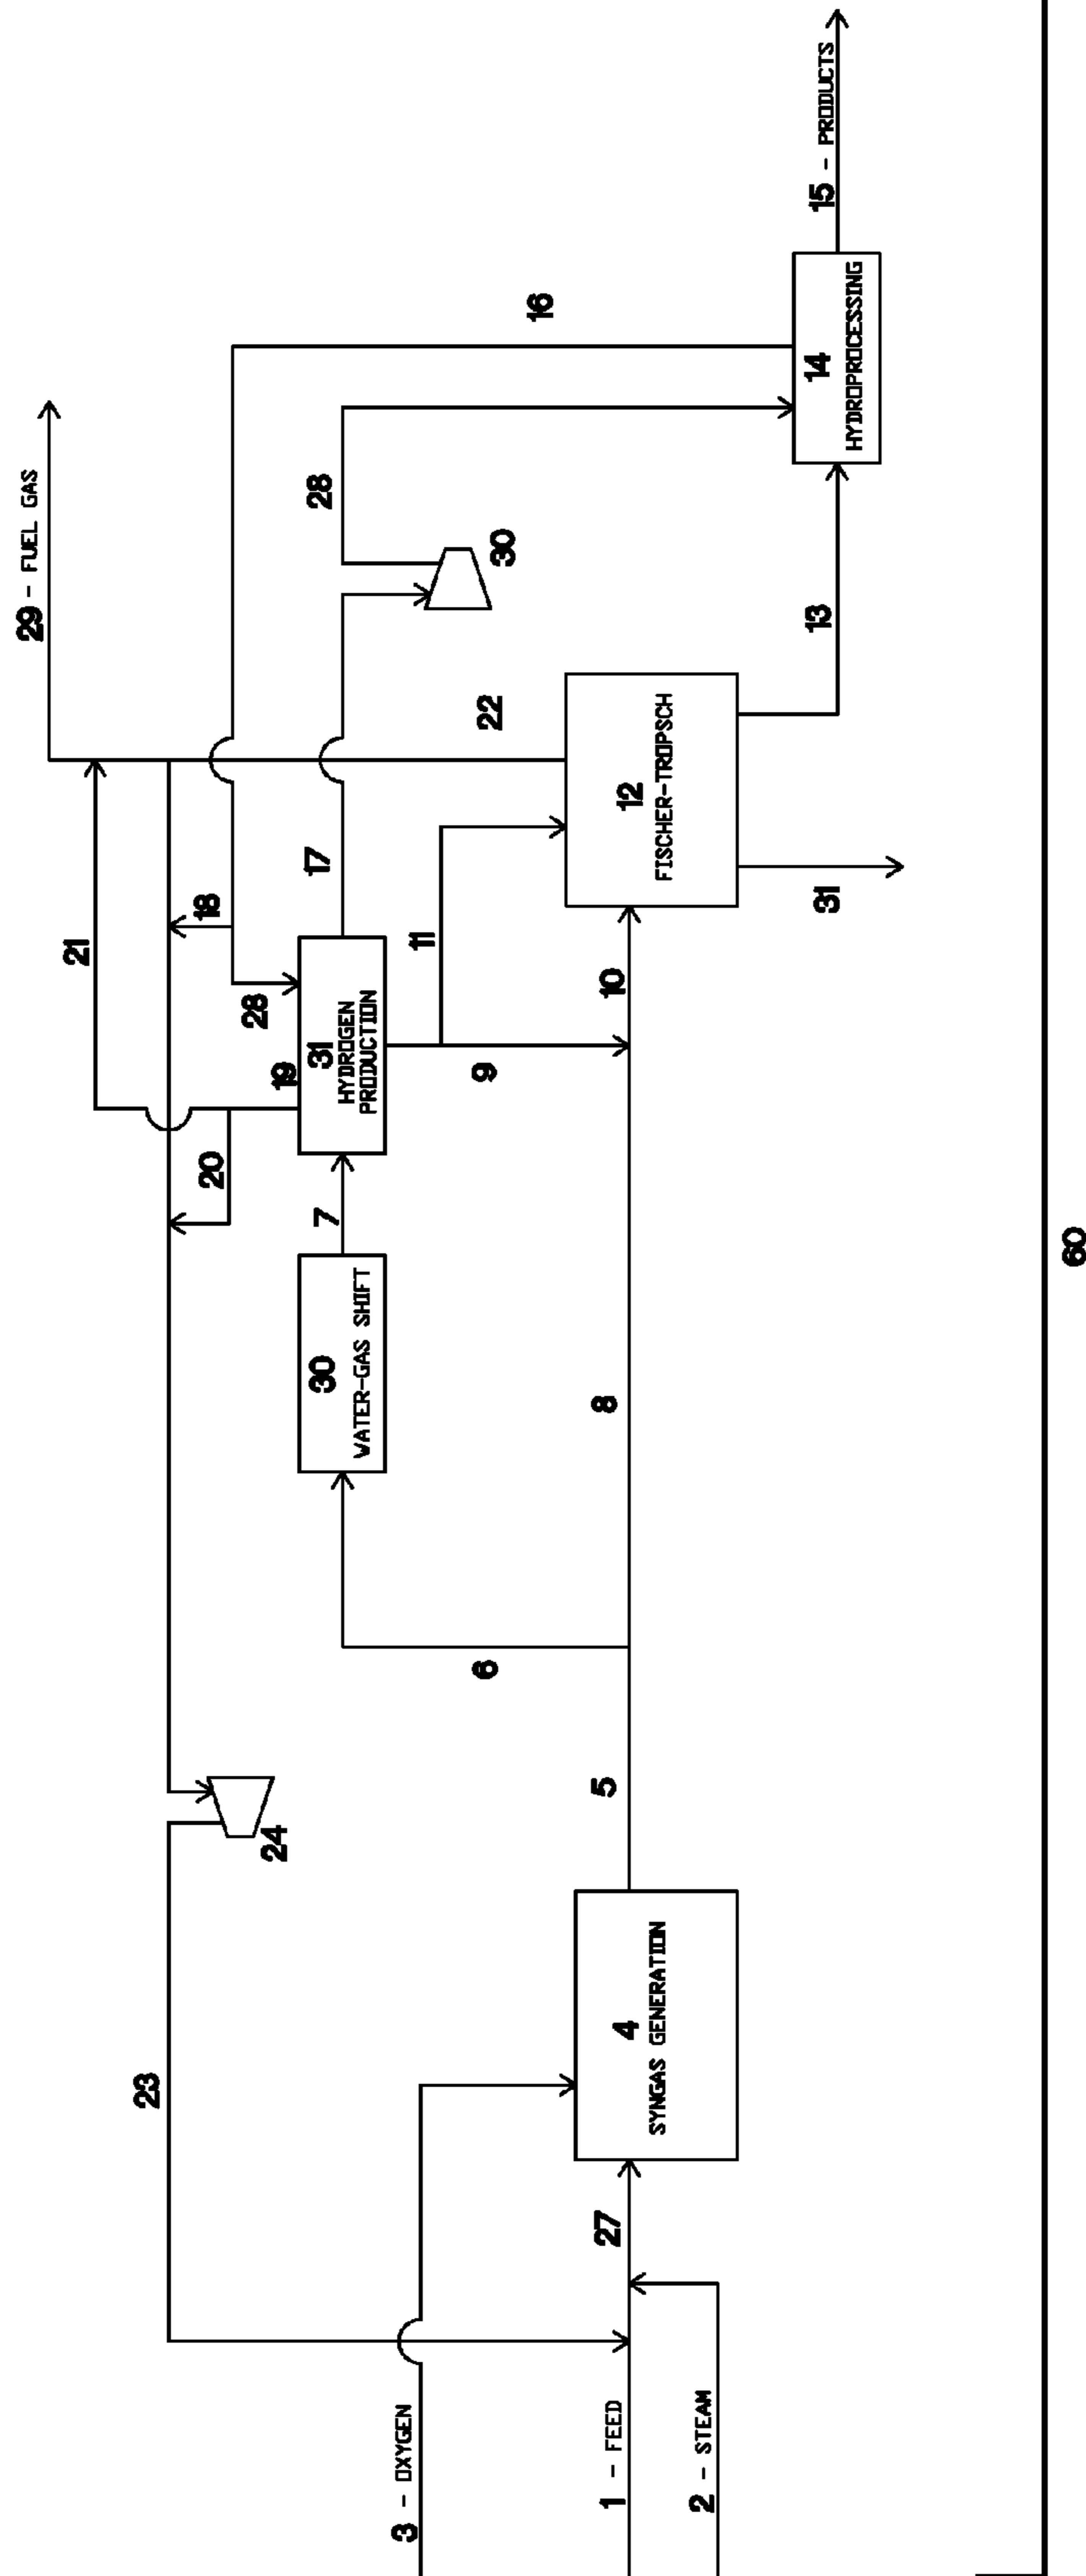 29 - FUEL GAS
21
18
16
23
20
19
28
17
28
24
30
WATER-GAS SHIFT
7
31
HYDROGEN
PRODUCTION
30
3 - OXYGEN
6
9
11
22
1 - FEED
27
4
SYNGAS GENERATION
5
8
10
12
FISCHER-TROPSCH
2 - STEAM
31
13
14
HYDROPROCESSING
15 - PRODUCTS
60